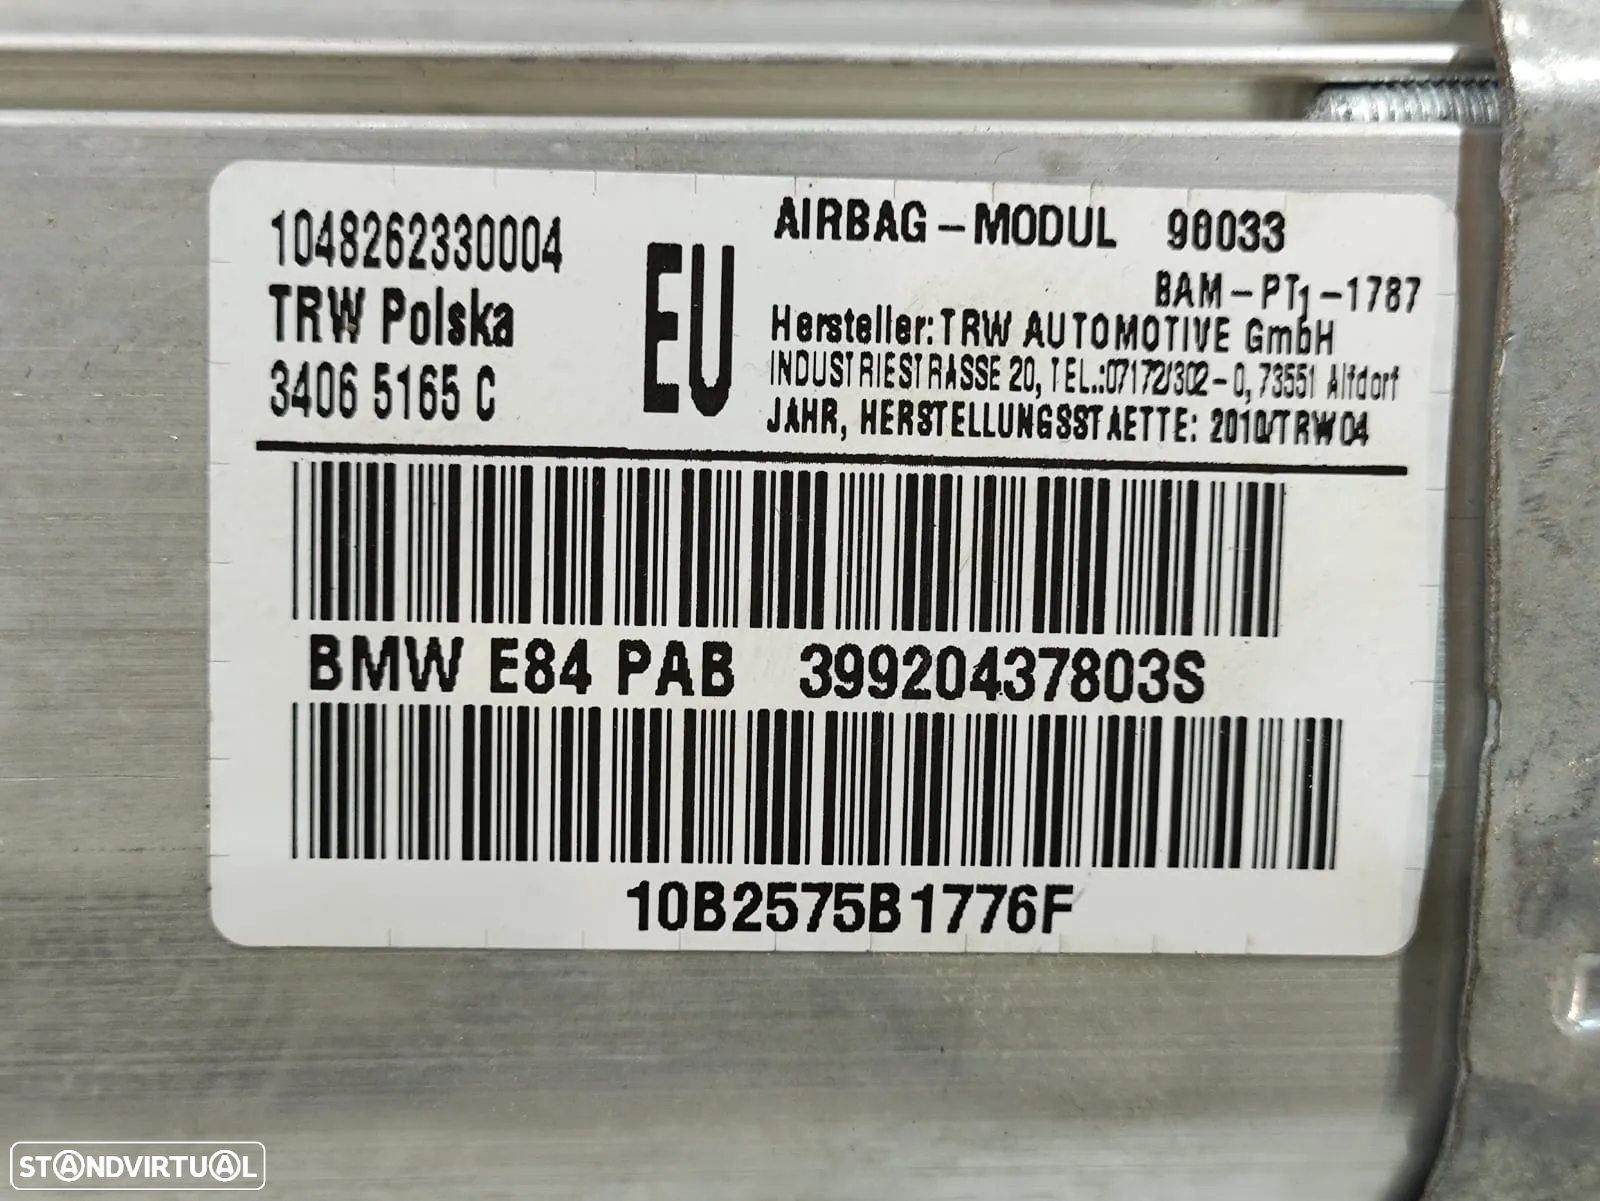 1048262330004
TRW Polska
3406 5165 C
EU
AIRBAG-MODUL 90033
BAM-PT1-1787
Hersteller: TRW AUTOMOTIVE GmbH
INDUSTRIESTRASSE 20, TEL.:07172/302-0, 73551 Alfdorf
JAHR, HERSTELLUNGSSTAETTE: 2010/TRW04
BMW E84 PAB 39920437803S
10B2575B1776F
STANDVIRTUAL